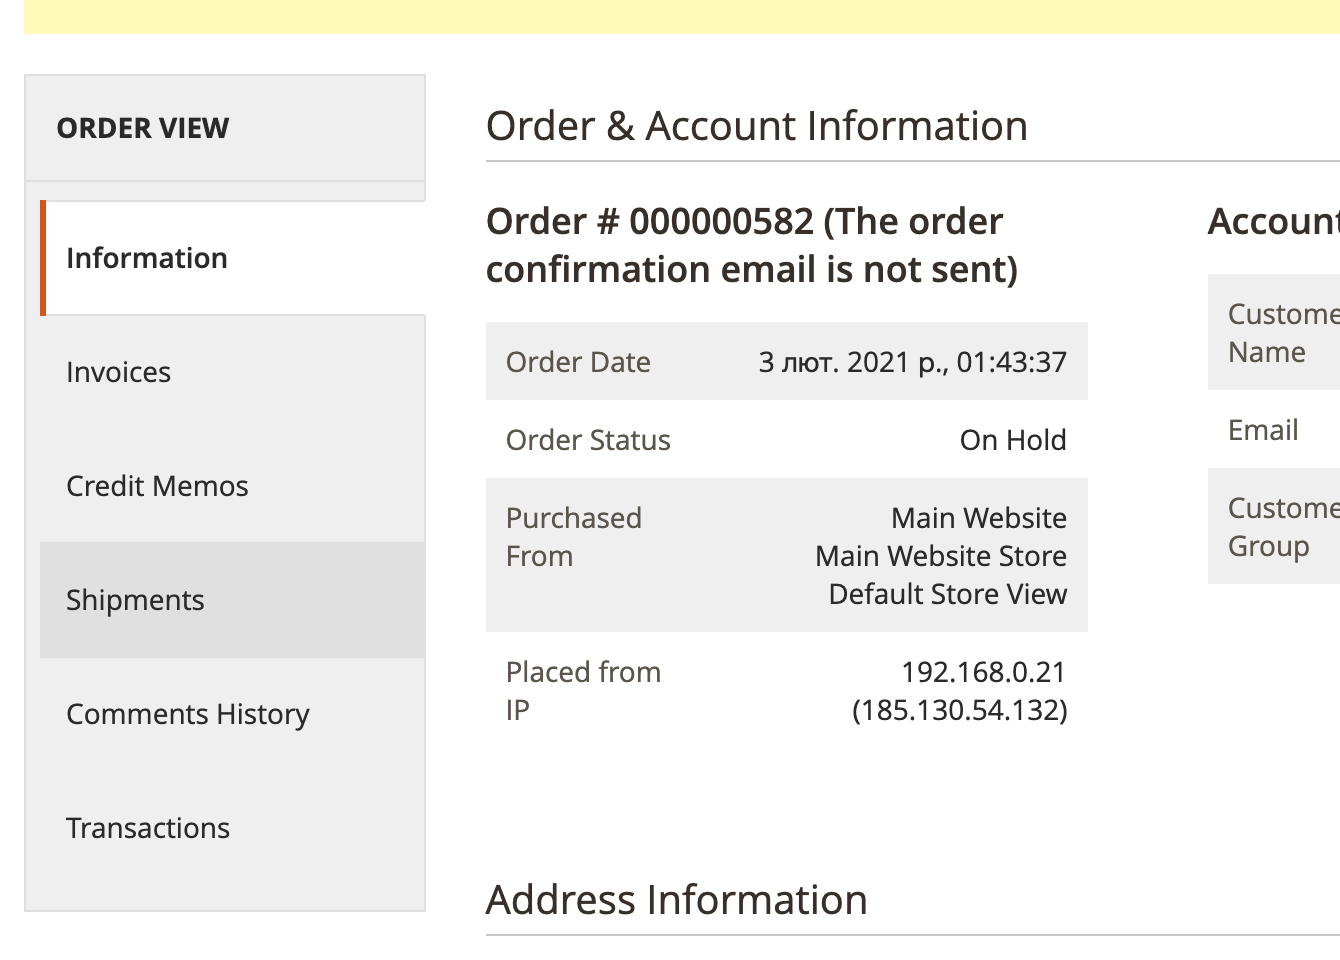 ORDER VIEW
Information
Invoices
Credit Memos
Shipments
Comments History
Transactions
Order & Account Information
Order # 000000582 (The order
confirmation email is not sent)
Order Date 3 лют. 2021 р., 01:43:37
Order Status On Hold
Purchased Main Website
From Main Website Store
Default Store View
Placed from 192.168.0.21
IP (185.130.54.132)
Account
Custome
Name
Email
Custome
Group
Address Information